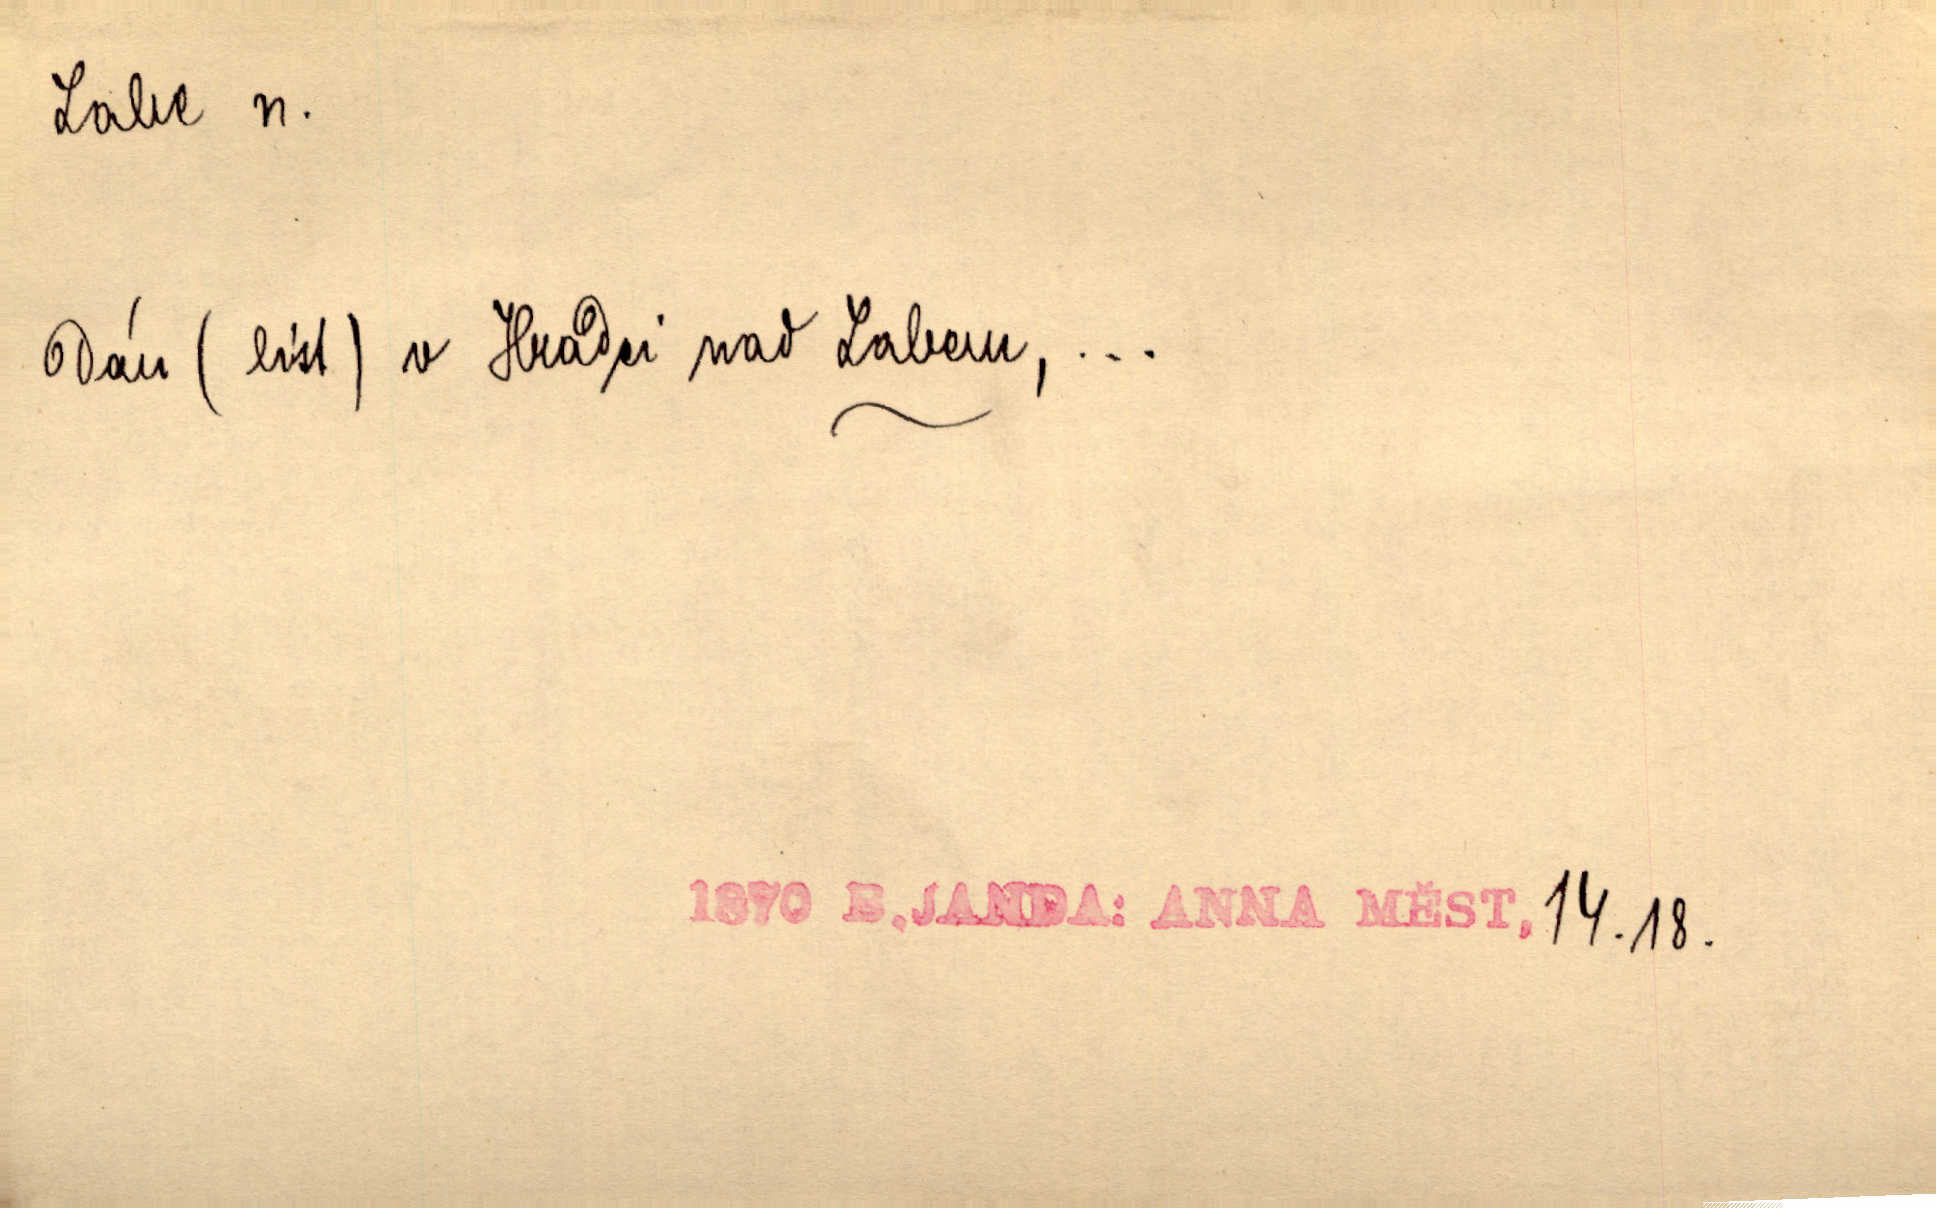 Labe n.
Dán (list) v Hradci nad Labem, ...
1870 B. JANDA: ANNA MĚST, 14. 18.